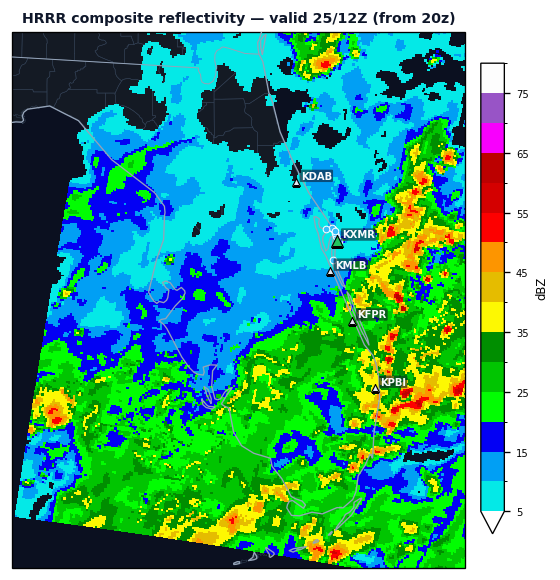 HRRR composite reflectivity — valid 25/12Z (from 20z)
KDAB
KXMR
KMLB
KFPR
KPBI
75
65
55
45
35
25
15
5
dBZ